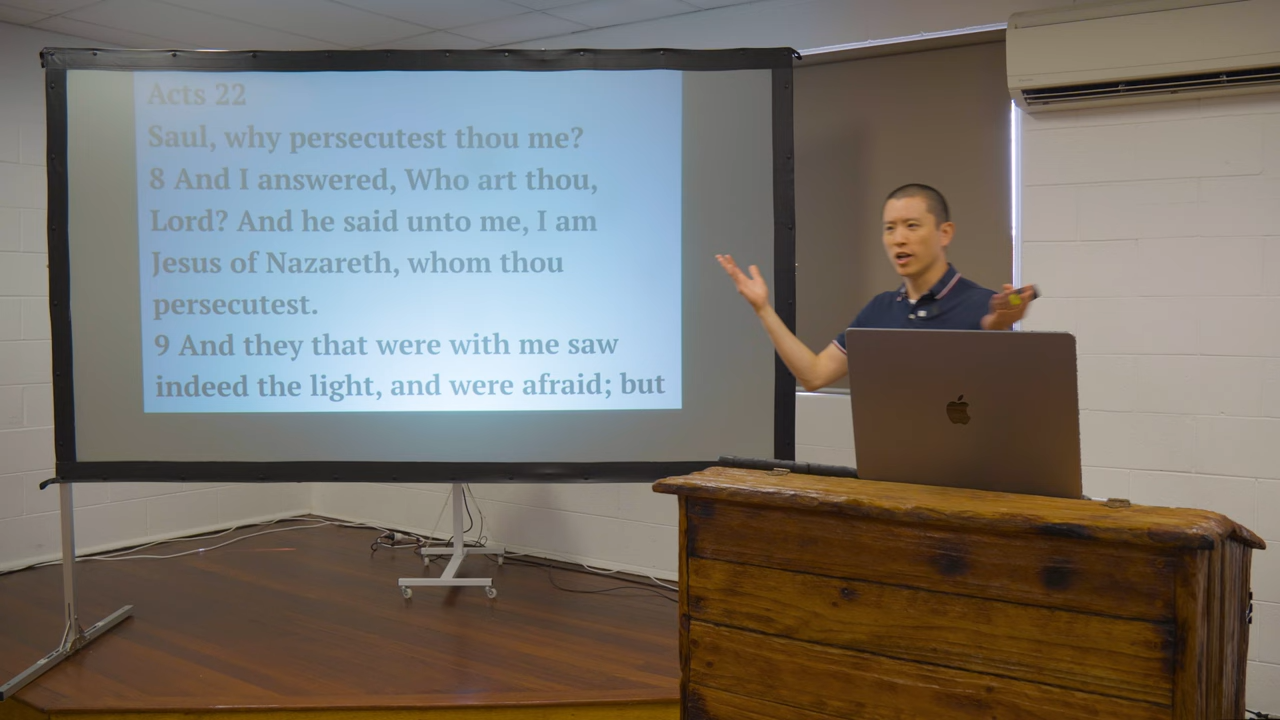 Acts 22
Saul, why persecutest thou me?
8 And I answered, Who art thou,
Lord? And he said unto me, I am
Jesus of Nazareth, whom thou
persecutest.
9 And they that were with me saw
indeed the light, and were afraid; but